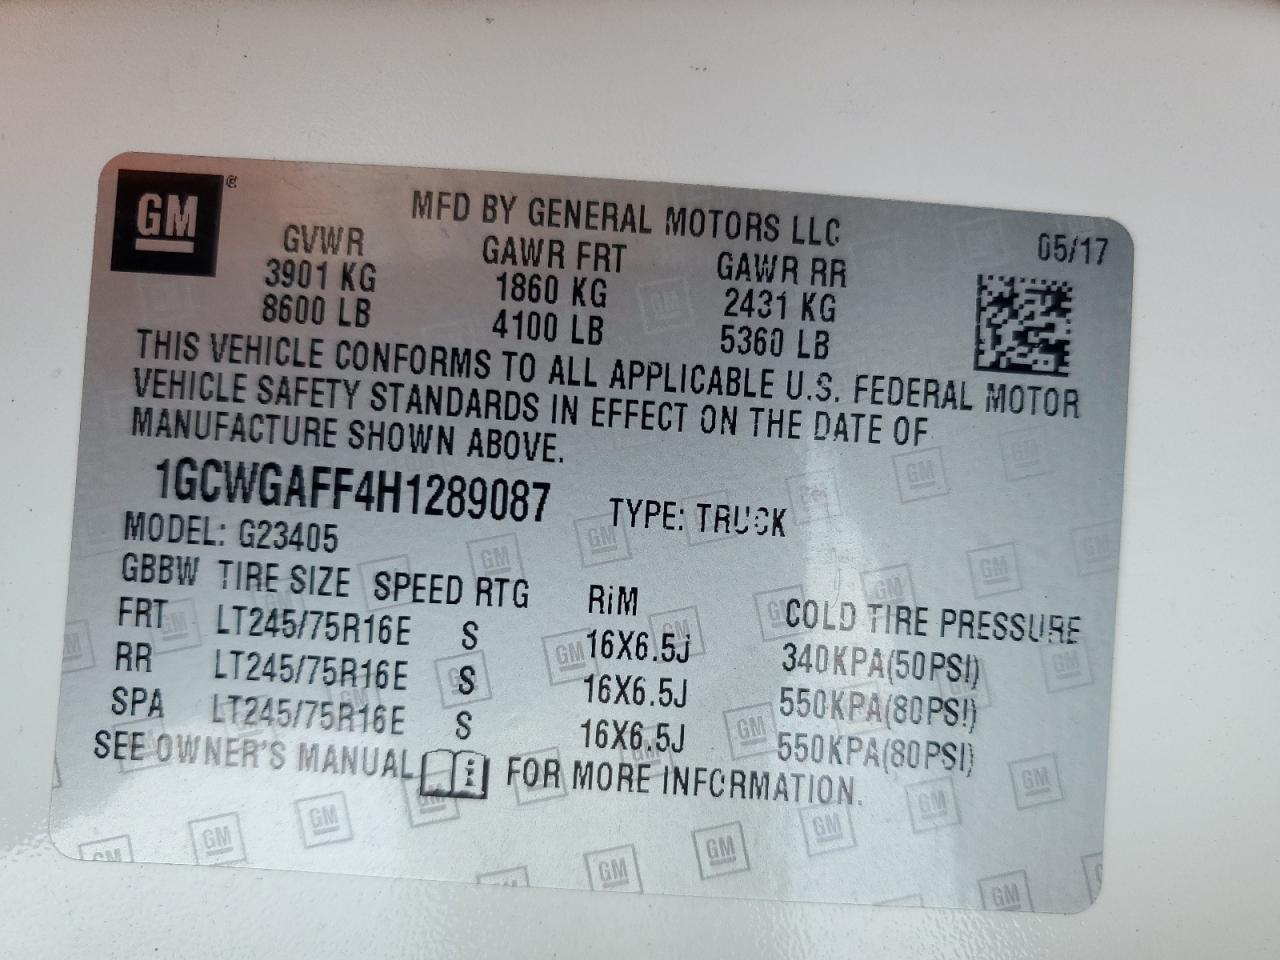 GM
MFD BY GENERAL MOTORS LLC
05/17
GVWR GAWR FRT GAWR RR
3901 KG 1860 KG 2431 KG
8600 LB 4100 LB 5360 LB
THIS VEHICLE CONFORMS TO ALL APPLICABLE U.S. FEDERAL MOTOR
VEHICLE SAFETY STANDARDS IN EFFECT ON THE DATE OF
MANUFACTURE SHOWN ABOVE.
1GCWGAFF4H1289087 TYPE: TRUCK
MODEL: G23405
GBBW TIRE SIZE SPEED RTG RiM COLD TIRE PRESSURE
FRT LT245/75R16E S 16X6.5J 340KPA(50PSI)
RR LT245/75R16E S 16X6.5J 550KPA(80PSI)
SPA LT245/75R16E S 16X6.5J 550KPA(80PSI)
SEE OWNER'S MANUAL FOR MORE INFORMATION.